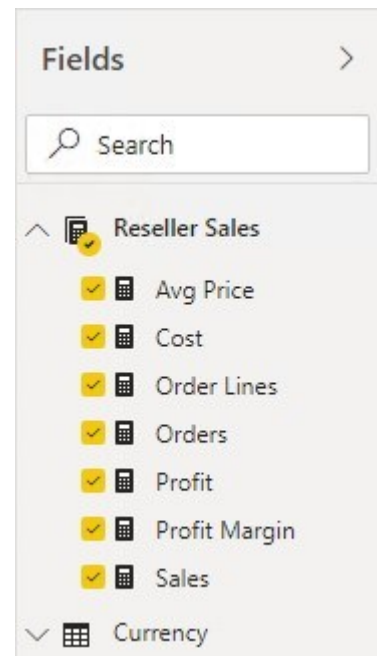 Fields
Search
Reseller Sales
Avg Price
Cost
Order Lines
Orders
Profit
Profit Margin
Sales
Currency